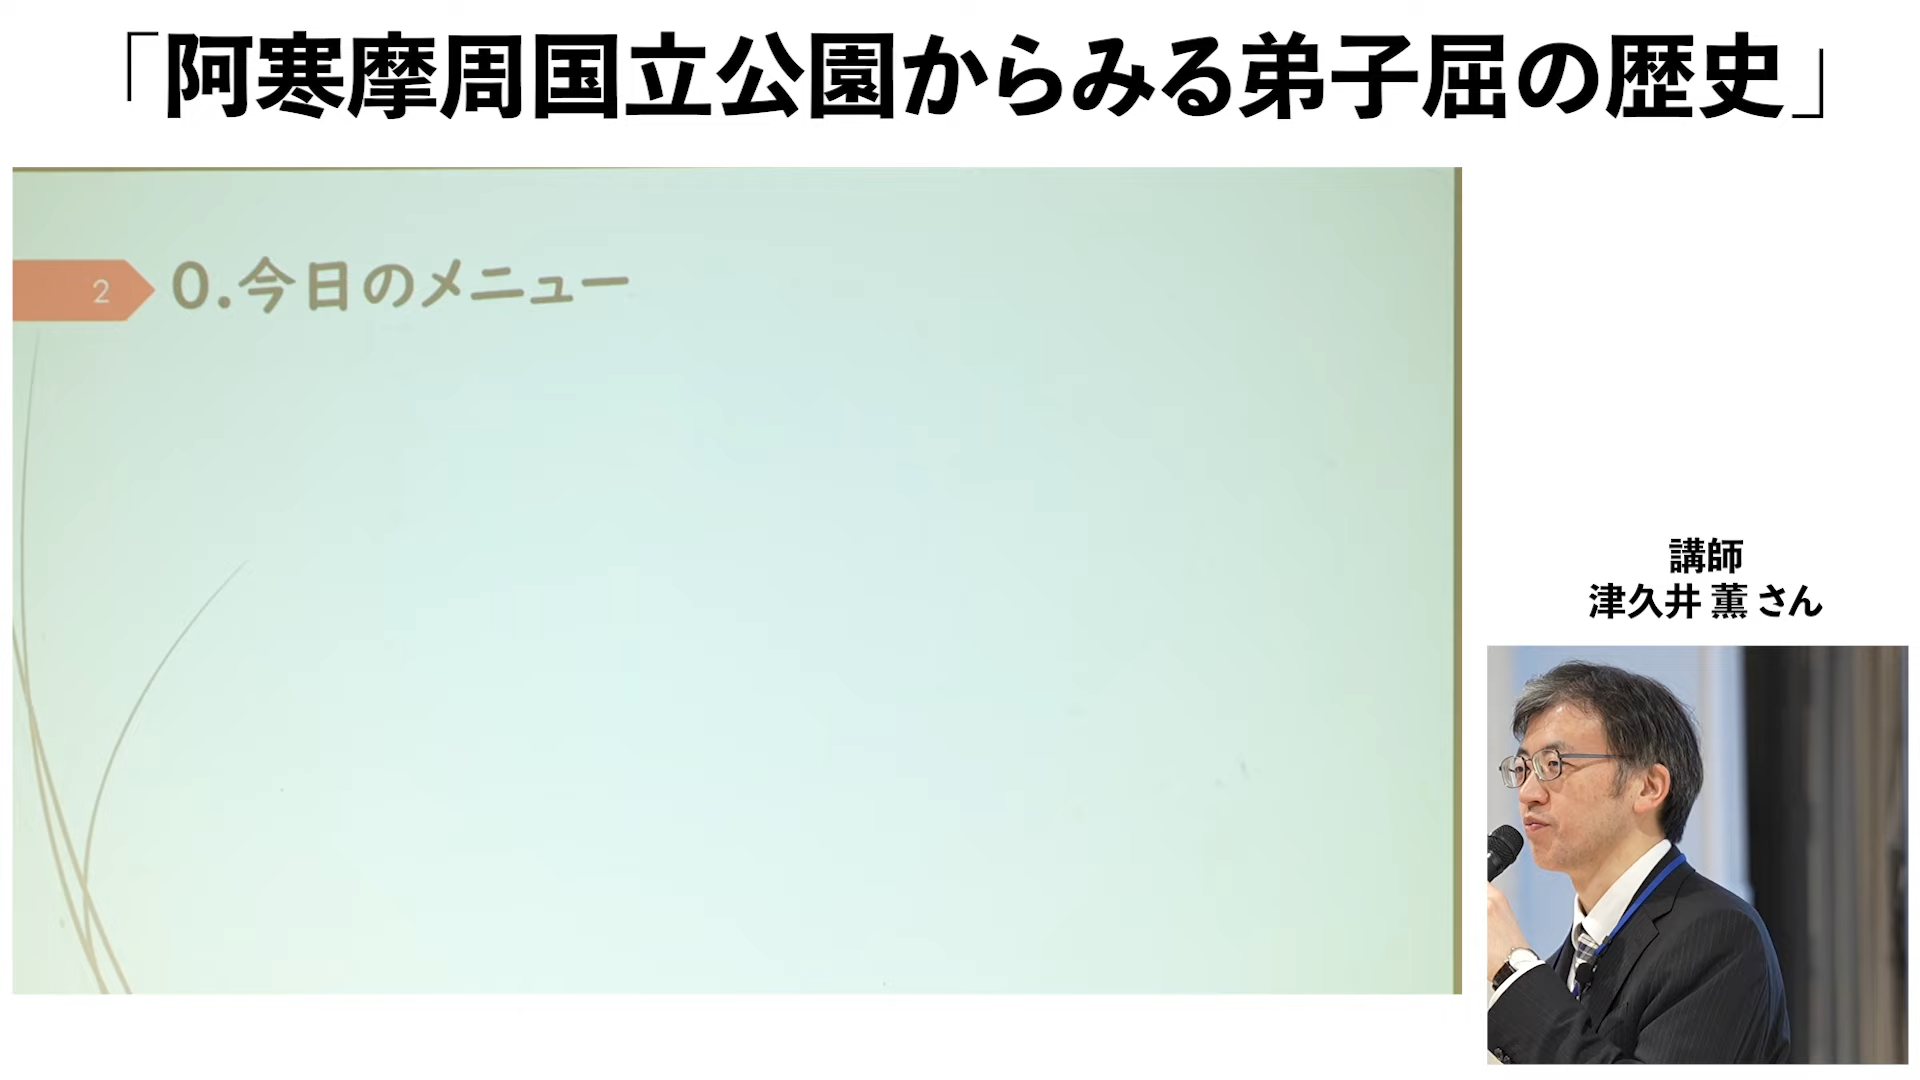 「阿寒摩周国立公園からみる弟子屈の歴史」
2
0.今日のメニュー
講師
津久井 薫 さん